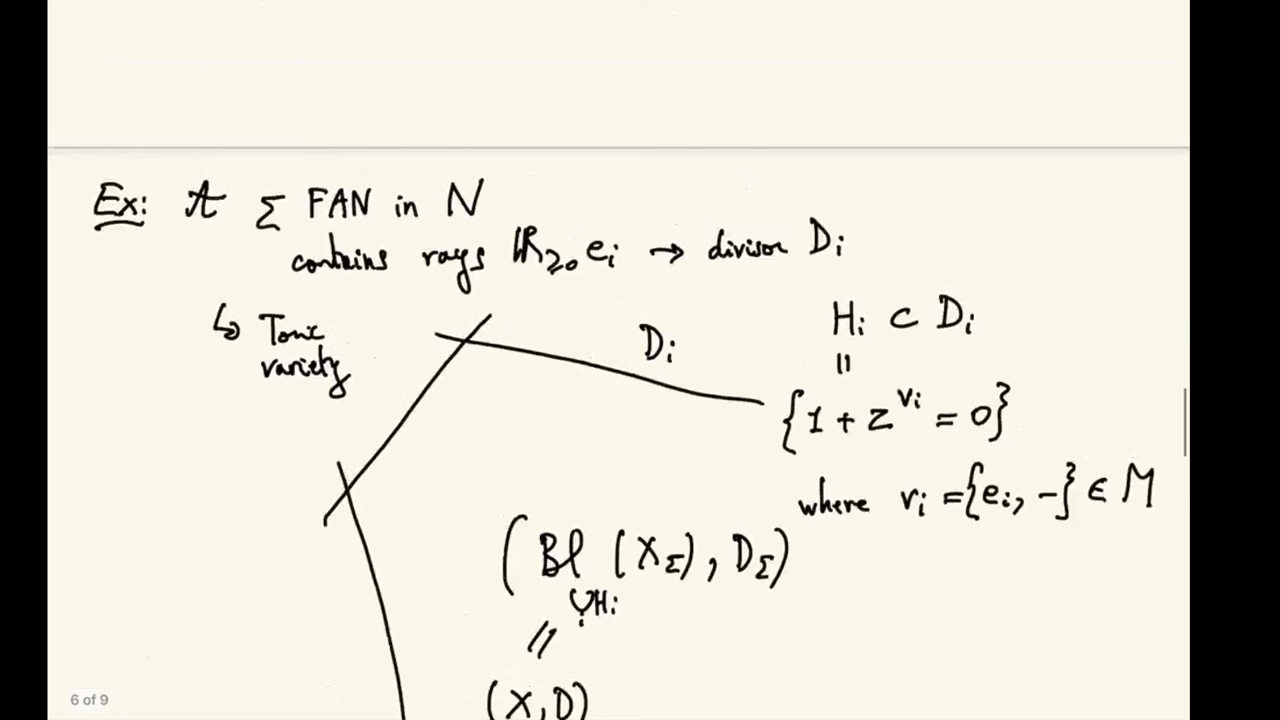 Ex: 𝒜 Σ FAN in N
contains rays ℝ≥0 eᵢ → divisor Dᵢ
↳ Toric variety
Dᵢ
Hᵢ ⊂ Dᵢ
||
{1 + z^{vᵢ} = 0}
where vᵢ = {eᵢ, -} ∈ M
(Bl_{∪ᵢ Hᵢ} (X_Σ), D_Σ)
//
(X, D)
6 of 9